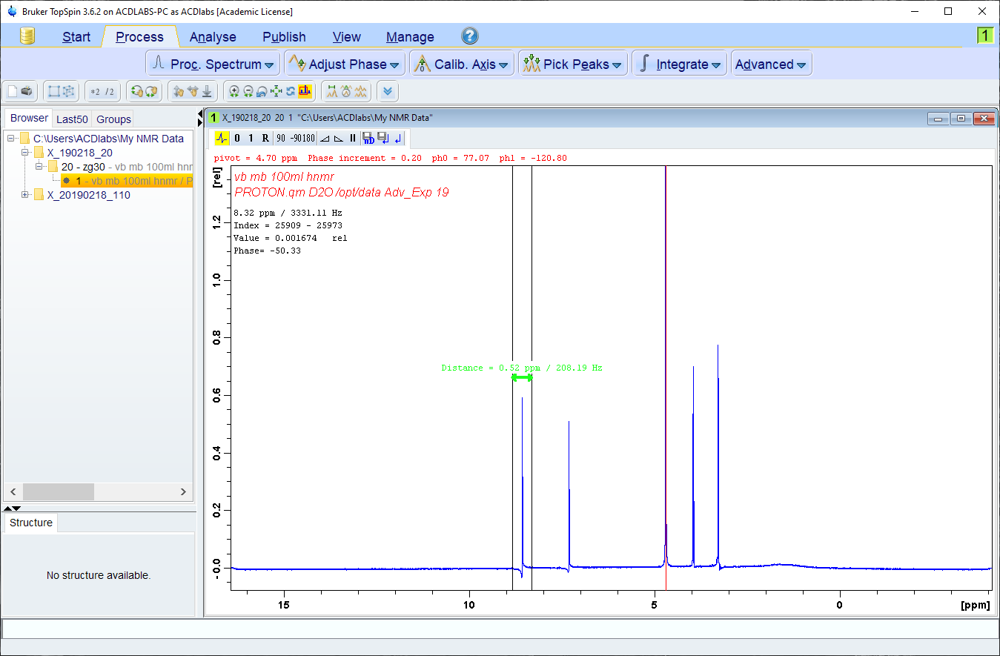 Bruker TopSpin 3.6.2 on ACDLABS-PC as ACDlabs [Academic License]
Start Process Analyse Publish View Manage ? 1
Proc. Spectrum Adjust Phase Calib. Axis Pick Peaks Integrate Advanced
*2 /2
Browser Last50 Groups
C:\Users\ACDlabs\My NMR Data
X_190218_20
20 - zg30 - vb mb 100ml hnr
1 - vb mb 100ml hnmr / P
X_20190218_110
Structure
No structure available.
1 X_190218_20 20 1 "C:\Users\ACDlabs\My NMR Data"
0 1 R 90 -90 180 nD
pivot = 4.70 ppm Phase increment = 0.20 ph0 = 77.07 ph1 = -120.80
[rel]
vb mb 100ml hnmr
PROTON.qm D2O /opt/data Adv_Exp 19
8.32 ppm / 3331.11 Hz
Index = 25909 - 25973
Value = 0.001674 rel
Phase= -50.33
Distance = 0.52 ppm / 208.19 Hz
1.2
1.0
0.8
0.6
0.4
0.2
-0.0
15 10 5 0 [ppm]